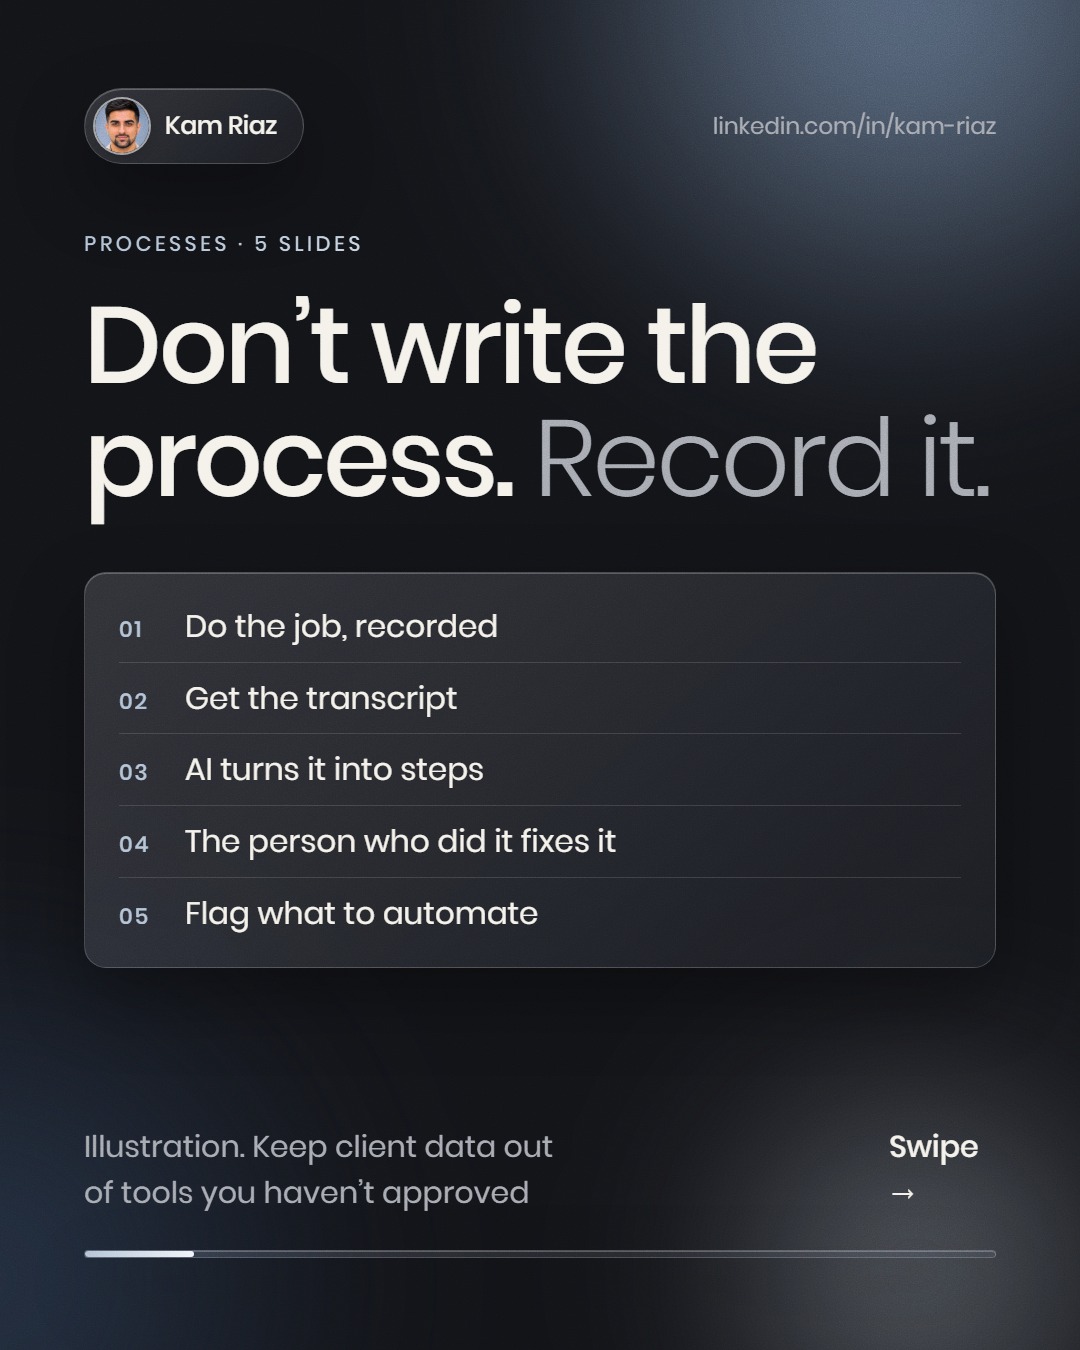 Kam Riaz
linkedin.com/in/kam-riaz
PROCESSES · 5 SLIDES
Don’t write the
process. Record it.
01 Do the job, recorded
02 Get the transcript
03 AI turns it into steps
04 The person who did it fixes it
05 Flag what to automate
Illustration. Keep client data out
of tools you haven’t approved
Swipe
→